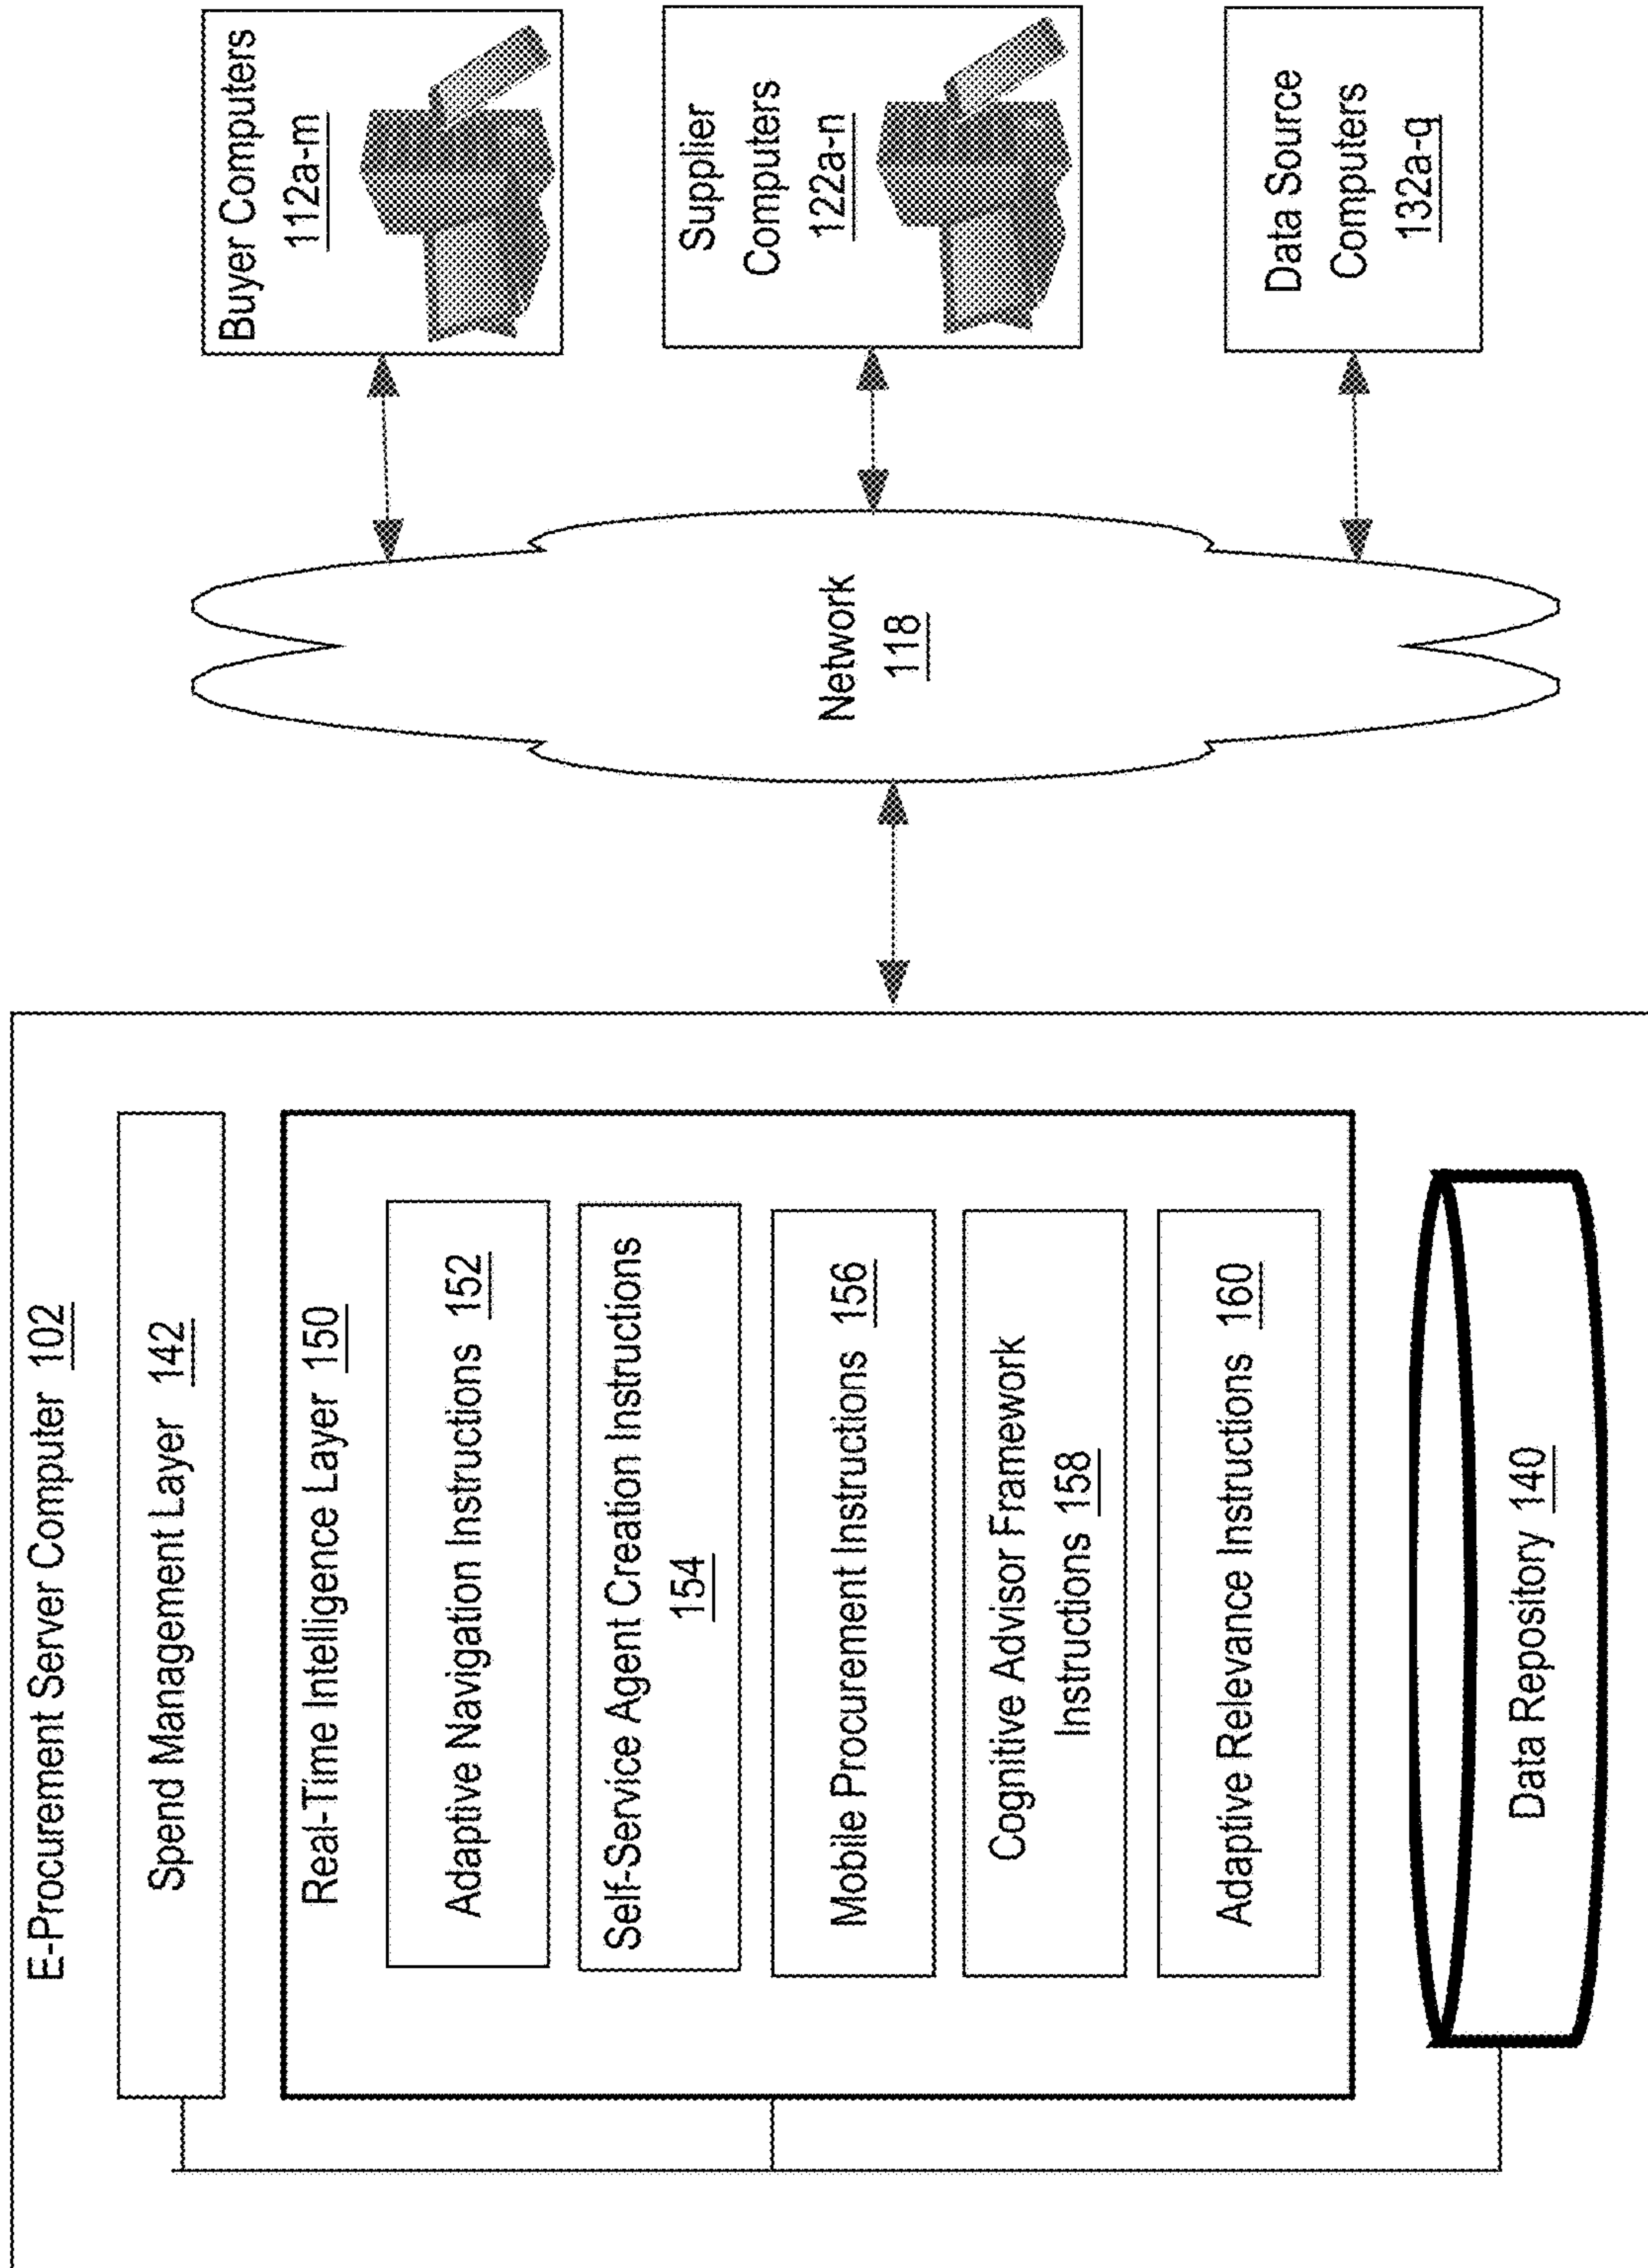 E-Procurement Server Computer 102
Spend Management Layer 142
Real-Time Intelligence Layer 150
Adaptive Navigation Instructions 152
Self-Service Agent Creation Instructions
154
Mobile Procurement Instructions 156
Cognitive Advisor Framework
Instructions 158
Adaptive Relevance Instructions 160
Data Repository 140
Network
118
Buyer Computers
112a-m
Supplier
Computers
122a-n
Data Source
Computers
132a-q